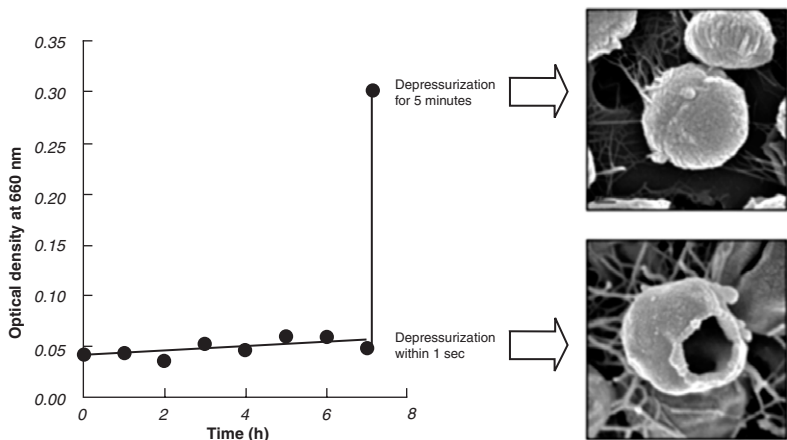 0.35
0.30
0.25
0.20
0.15
0.10
0.05
0.00
Optical density at 660 nm
0
2
4
6
8
Time (h)
Depressurization
for 5 minutes
Depressurization
within 1 sec